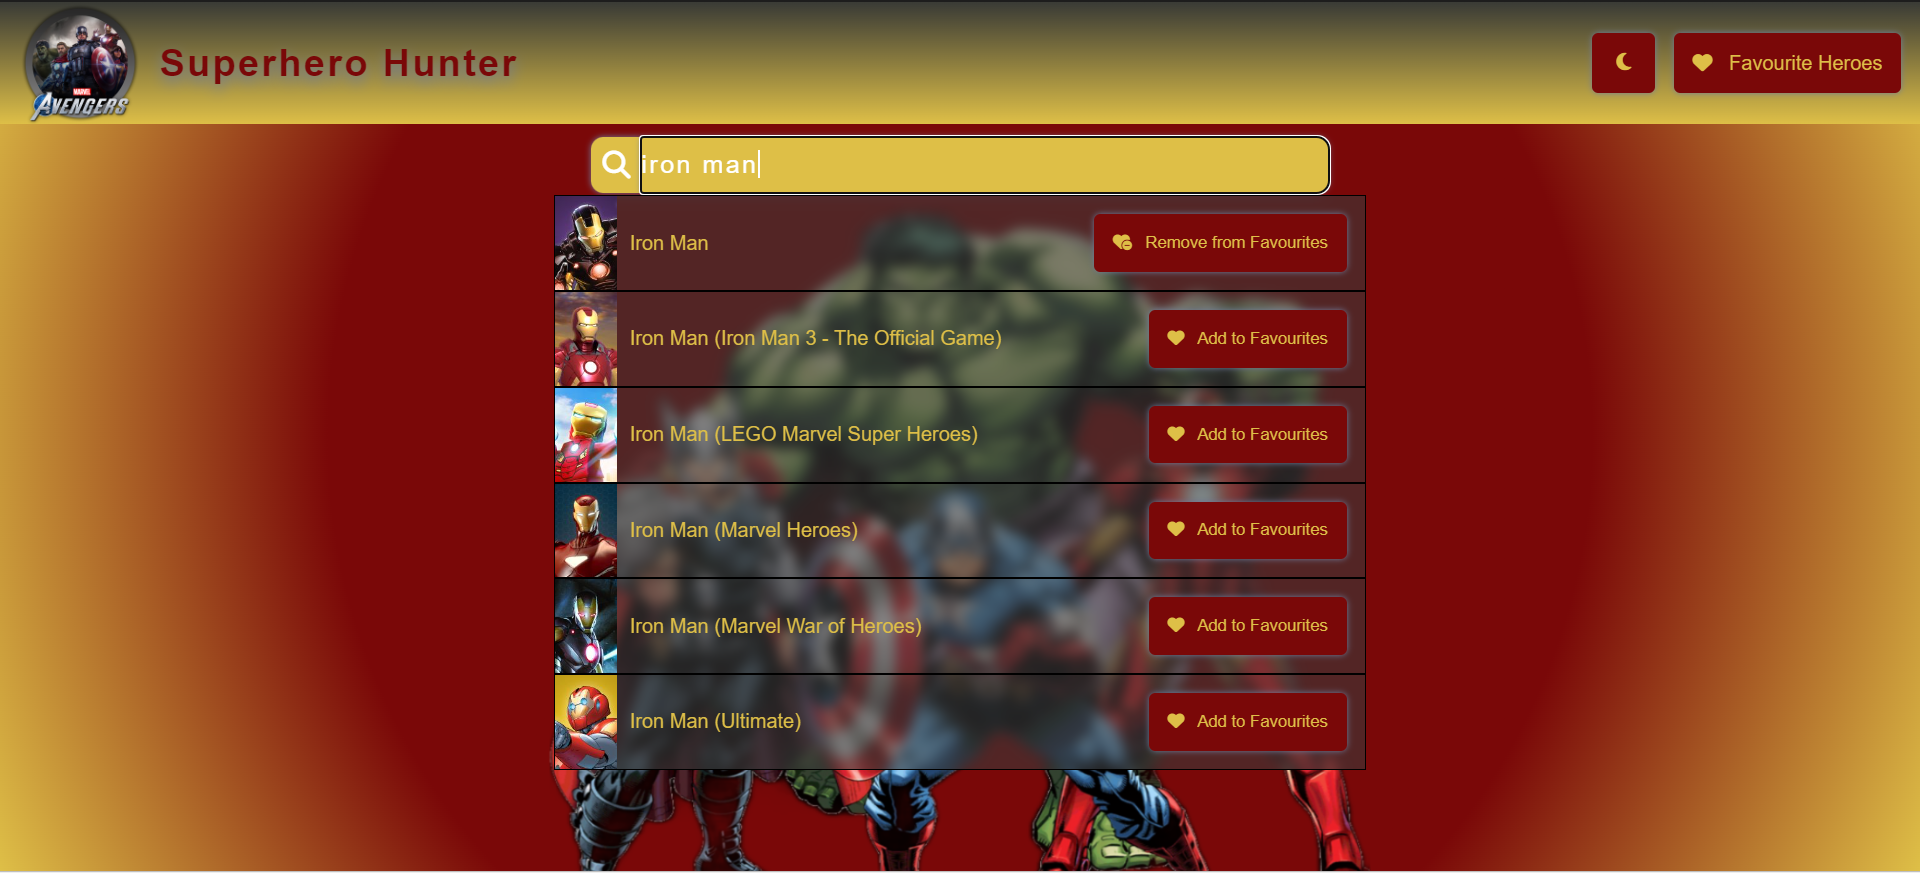 MARVEL
AVENGERS
Superhero Hunter
Favourite Heroes
iron man
Iron Man
Remove from Favourites
Iron Man (Iron Man 3 - The Official Game)
Add to Favourites
Iron Man (LEGO Marvel Super Heroes)
Add to Favourites
Iron Man (Marvel Heroes)
Add to Favourites
Iron Man (Marvel War of Heroes)
Add to Favourites
Iron Man (Ultimate)
Add to Favourites